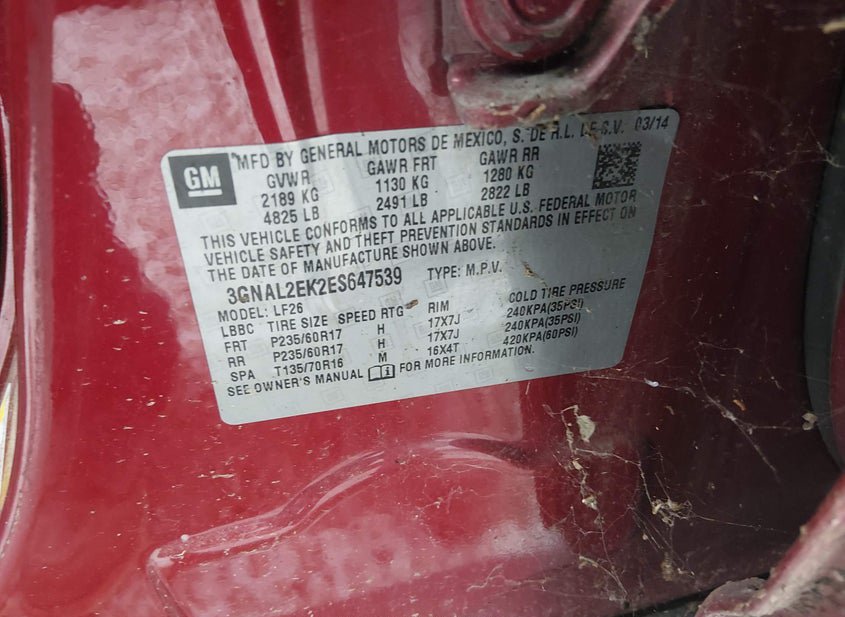 GM
MFD BY GENERAL MOTORS DE MEXICO, S. DE R.L. DE S.V. 03/14
GVWR GAWR FRT GAWR RR
2189 KG 1130 KG 1280 KG
4825 LB 2491 LB 2822 LB
THIS VEHICLE CONFORMS TO ALL APPLICABLE U.S. FEDERAL MOTOR
VEHICLE SAFETY AND THEFT PREVENTION STANDARDS IN EFFECT ON
THE DATE OF MANUFACTURE SHOWN ABOVE.
3GNAL2EK2ES647539 TYPE: M.P.V.
MODEL: LF26
LBBC TIRE SIZE SPEED RTG RIM COLD TIRE PRESSURE
FRT P235/60R17 H 17X7J 240KPA(35PSI)
RR P235/60R17 H 17X7J 240KPA(35PSI)
SPA T135/70R16 M 16X4T 420KPA(60PSI)
SEE OWNER'S MANUAL FOR MORE INFORMATION.